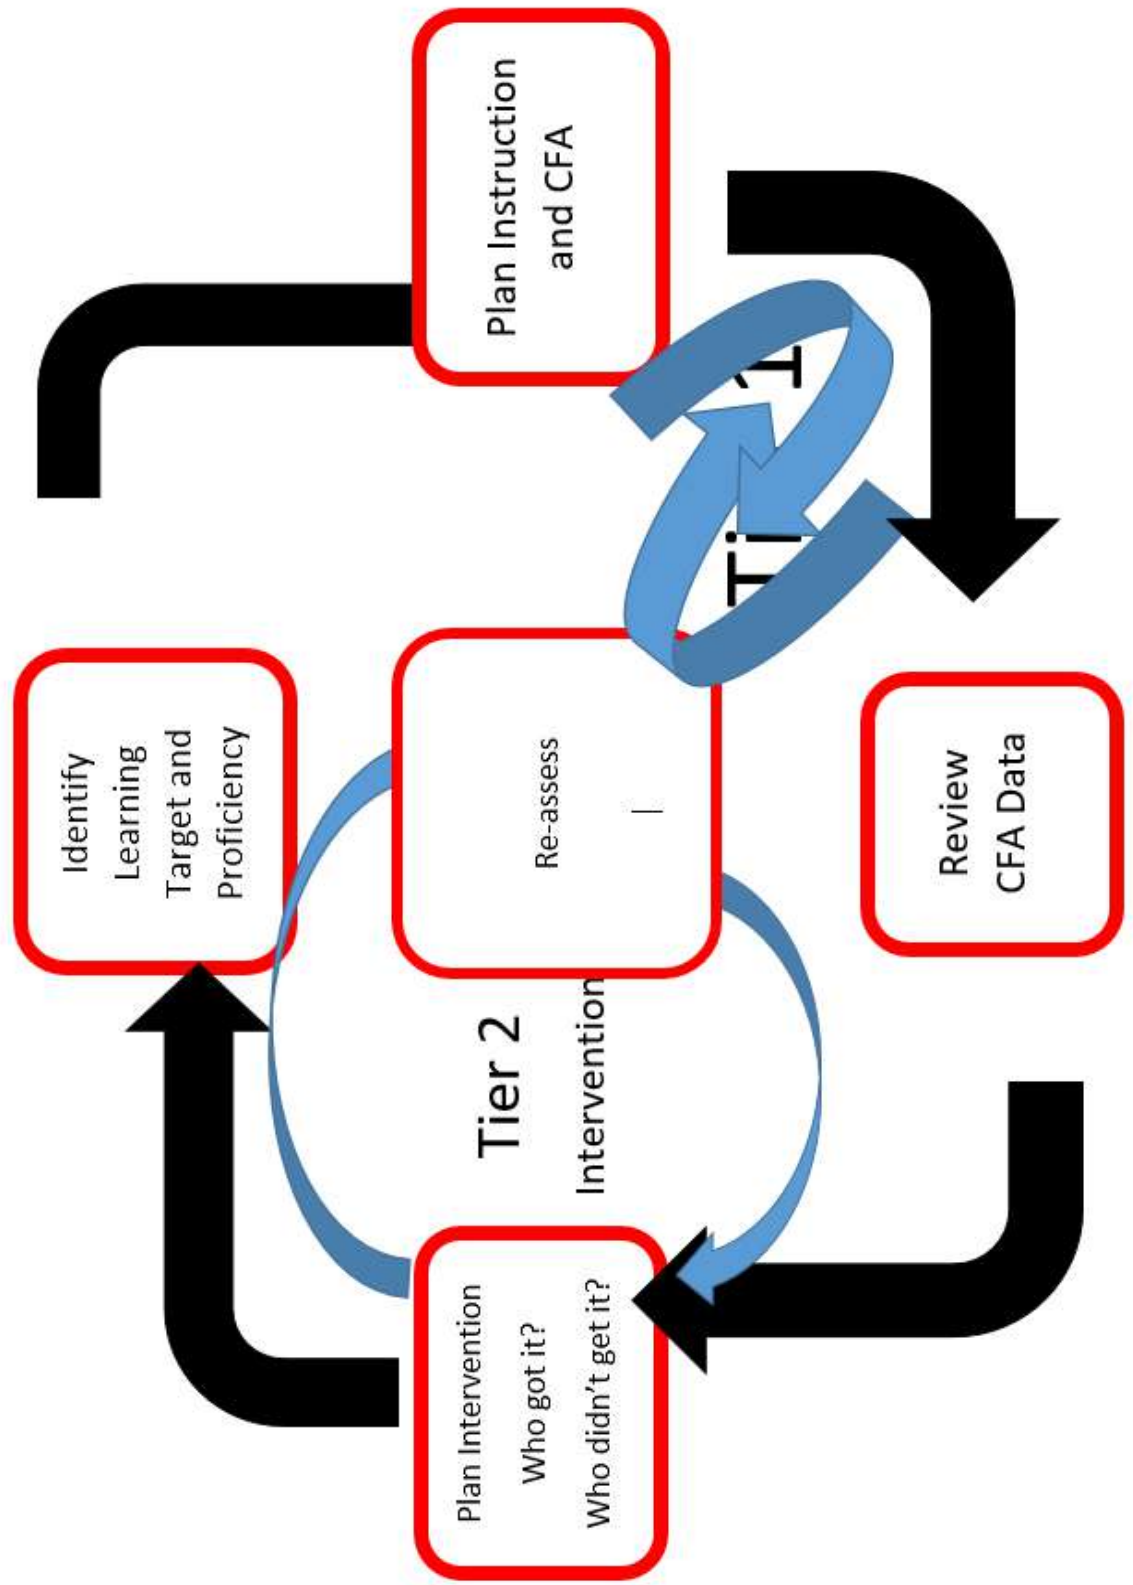 Identify
Learning
Target and
Proficiency
Plan Instruction
and CFA
Review
CFA Data
Plan Intervention
Who got it?
Who didn't get it?
Tier 2
Intervention
Re-assess